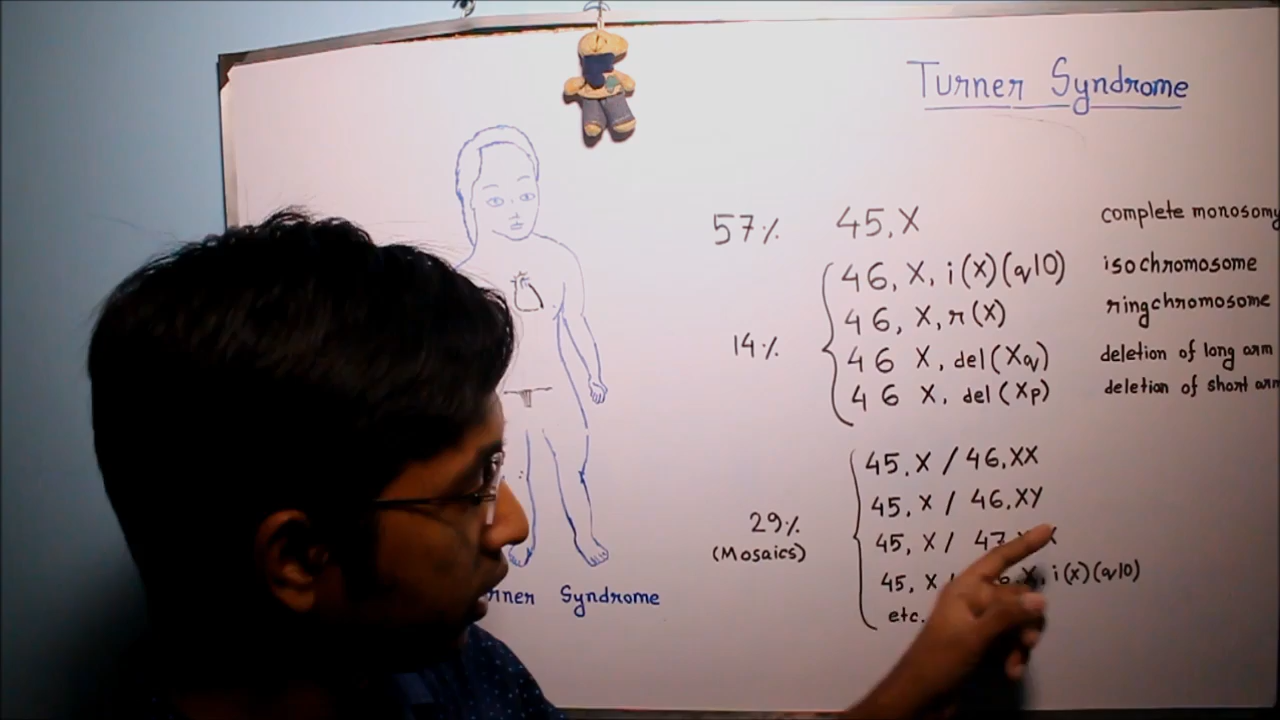 Turner Syndrome
57% 45,X complete monosomy
46, X, i(X)(q10) isochromosome
46, X, r(X) ringchromosome
14%
46 X, del(Xq) deletion of long arm
46 X, del(Xp) deletion of short arm
45,X / 46,XX
45, X / 46,XY
29%
(Mosaics)
45, X / 47,
45, X i(x)(q10)
etc.
Syndrome